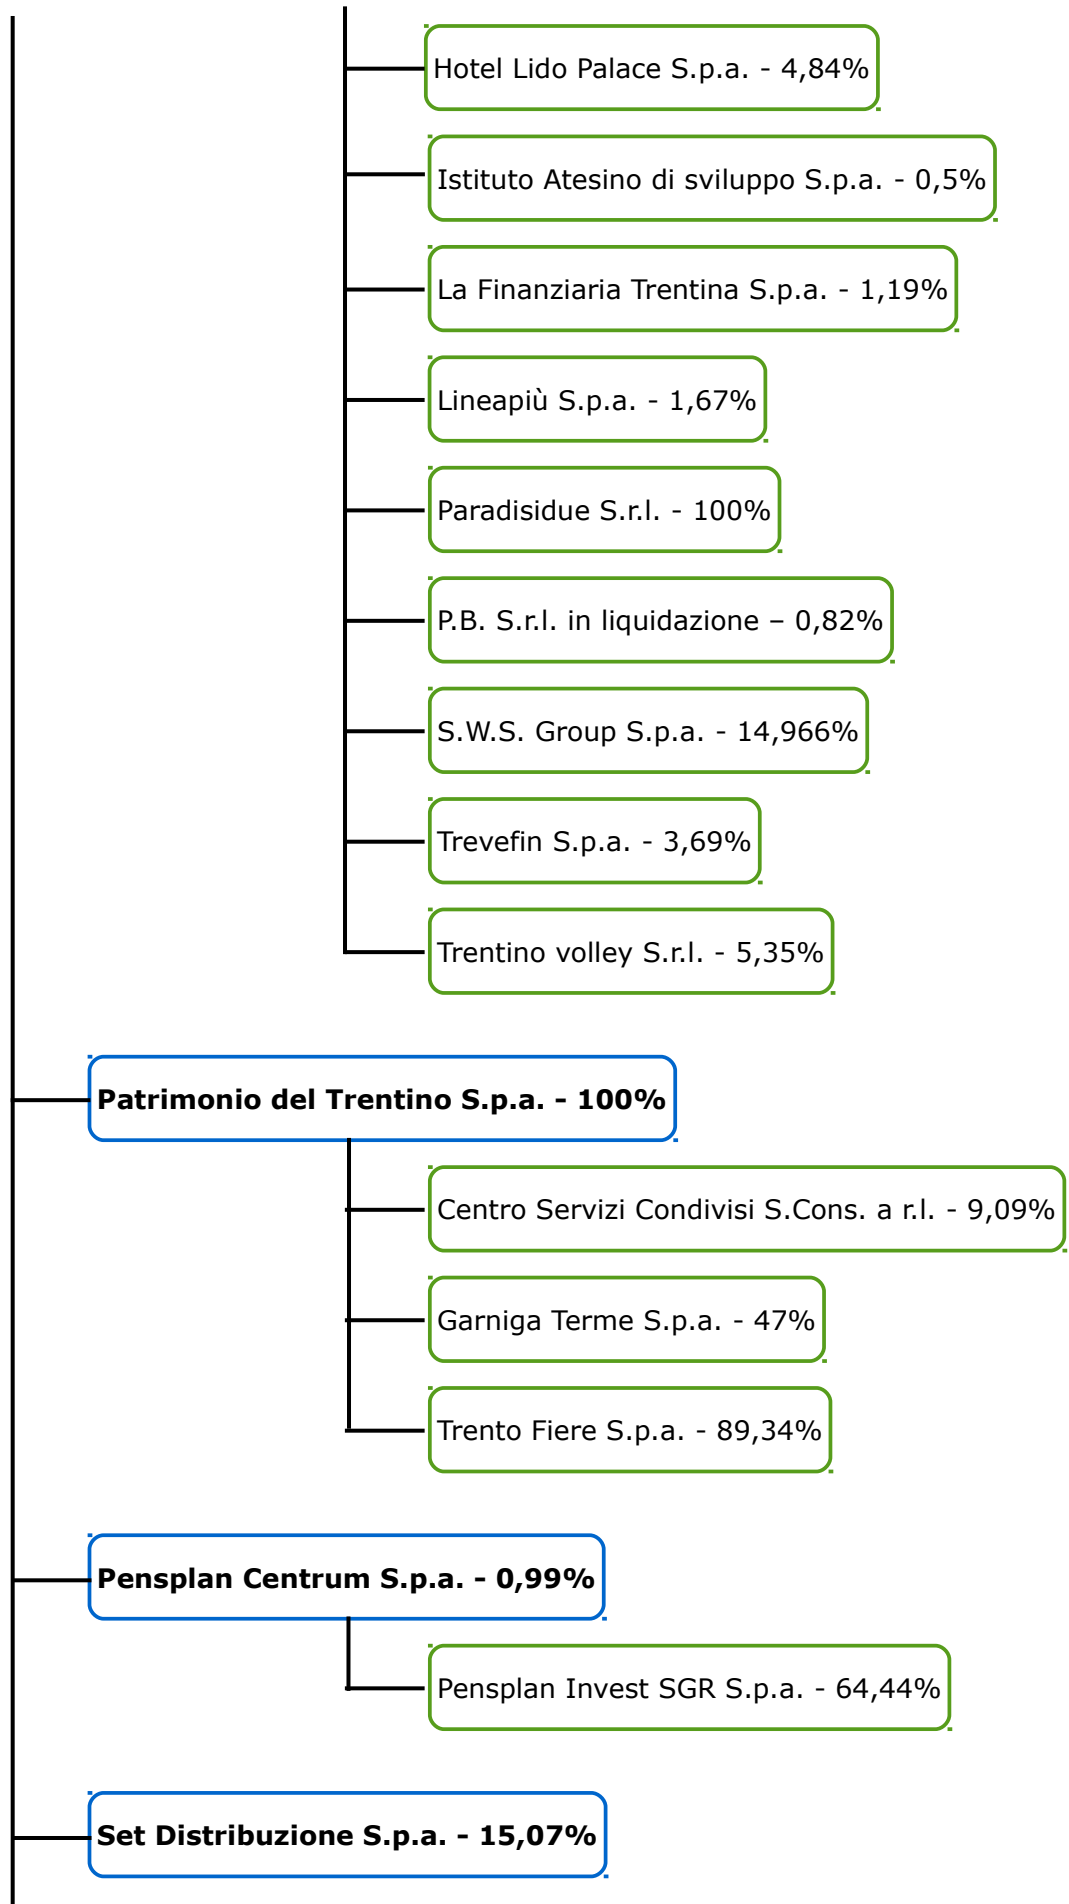 Hotel Lido Palace S.p.a. - 4,84%
Istituto Atesino di sviluppo S.p.a. - 0,5%
La Finanziaria Trentina S.p.a. - 1,19%
Lineapiù S.p.a. - 1,67%
Paradisidue S.r.l. - 100%
P.B. S.r.l. in liquidazione – 0,82%
S.W.S. Group S.p.a. - 14,966%
Trevefin S.p.a. - 3,69%
Trentino volley S.r.l. - 5,35%
Patrimonio del Trentino S.p.a. - 100%
Centro Servizi Condivisi S.Cons. a r.l. - 9,09%
Garniga Terme S.p.a. - 47%
Trento Fiere S.p.a. - 89,34%
Pensplan Centrum S.p.a. - 0,99%
Pensplan Invest SGR S.p.a. - 64,44%
Set Distribuzione S.p.a. - 15,07%